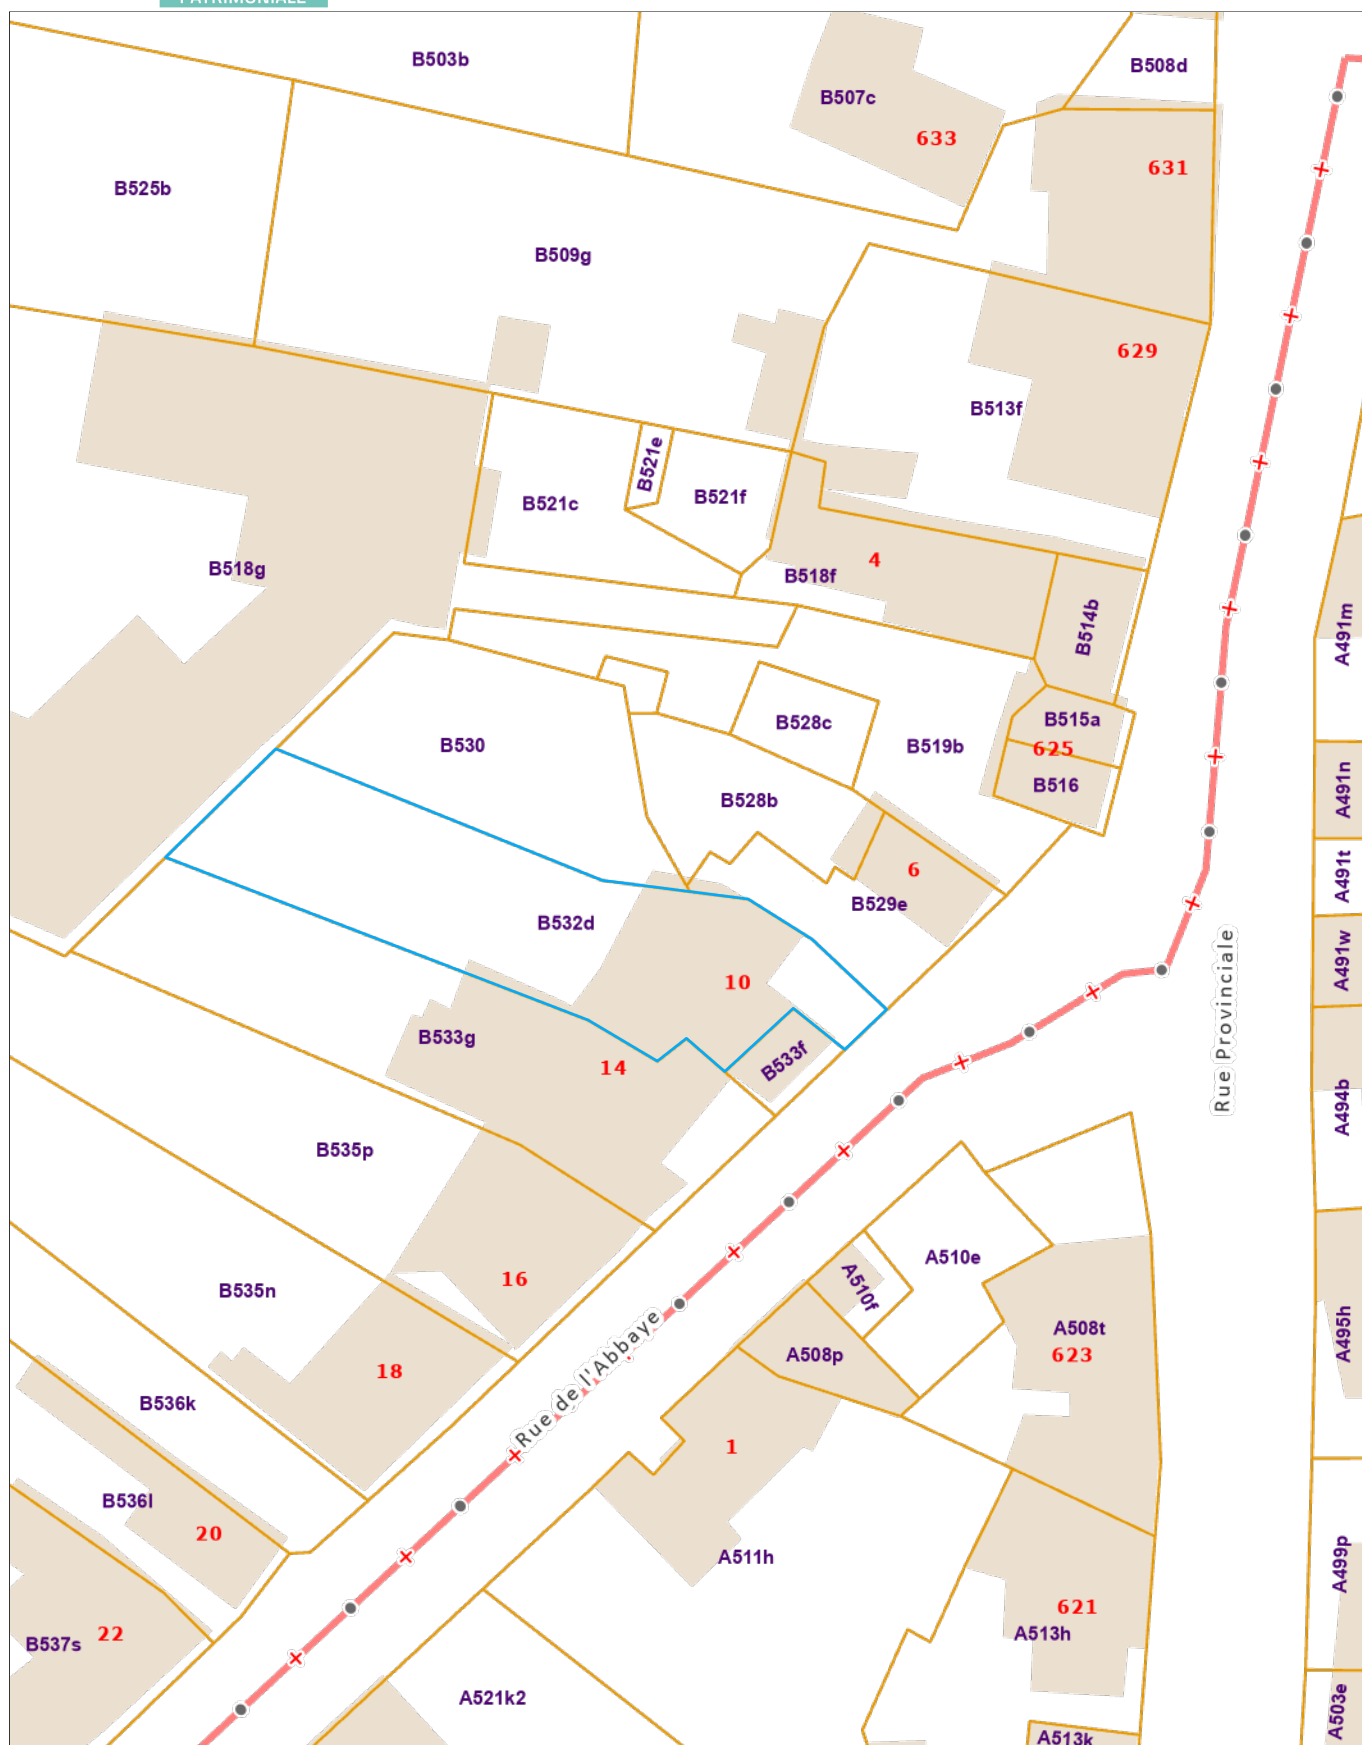 PATRIMONIALE
B503b
B508d
B507c
633
631
B525b
B509g
629
B513f
B521e
B521c
B521f
4
B518g
B518f
B514b
A491m
B515a
B528c
B530
B519b
625
B516
B528b
A491n
6
A491t
B529e
B532d
A491w
10
Rue Provinciale
B533g
B533f
14
A494b
B535p
A510e
16
A510f
B535n
A508t
A495h
A508p
623
18
Rue de l'Abbaye
B536k
1
B536l
20
A511h
A499p
621
22
A513h
B537s
A521k2
A503e
A513k